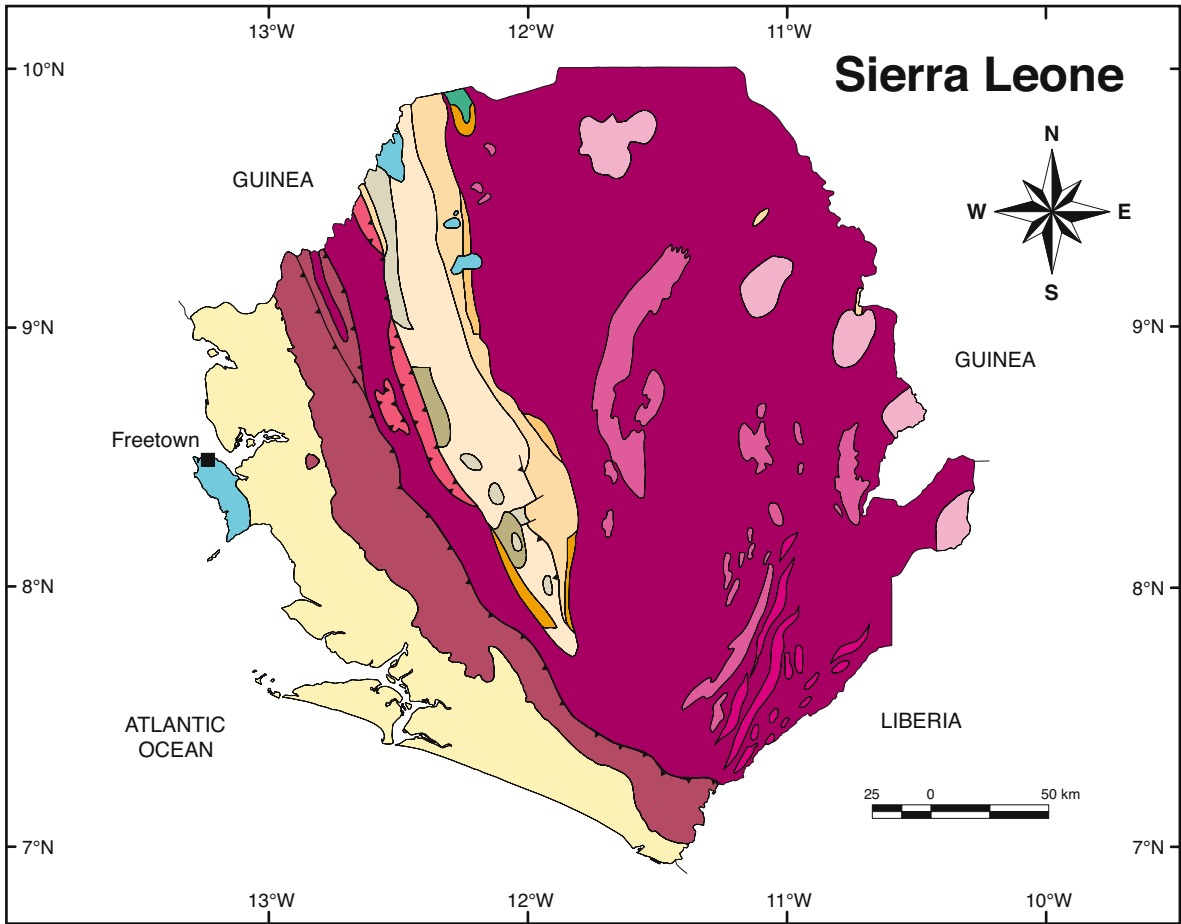 13°W 12°W 11°W
10°N
Sierra Leone
N
GUINEA
W E
S
9°N 9°N
GUINEA
Freetown
8°N 8°N
ATLANTIC
OCEAN
LIBERIA
25 0 50 km
7°N 7°N
13°W 12°W 11°W 10°W